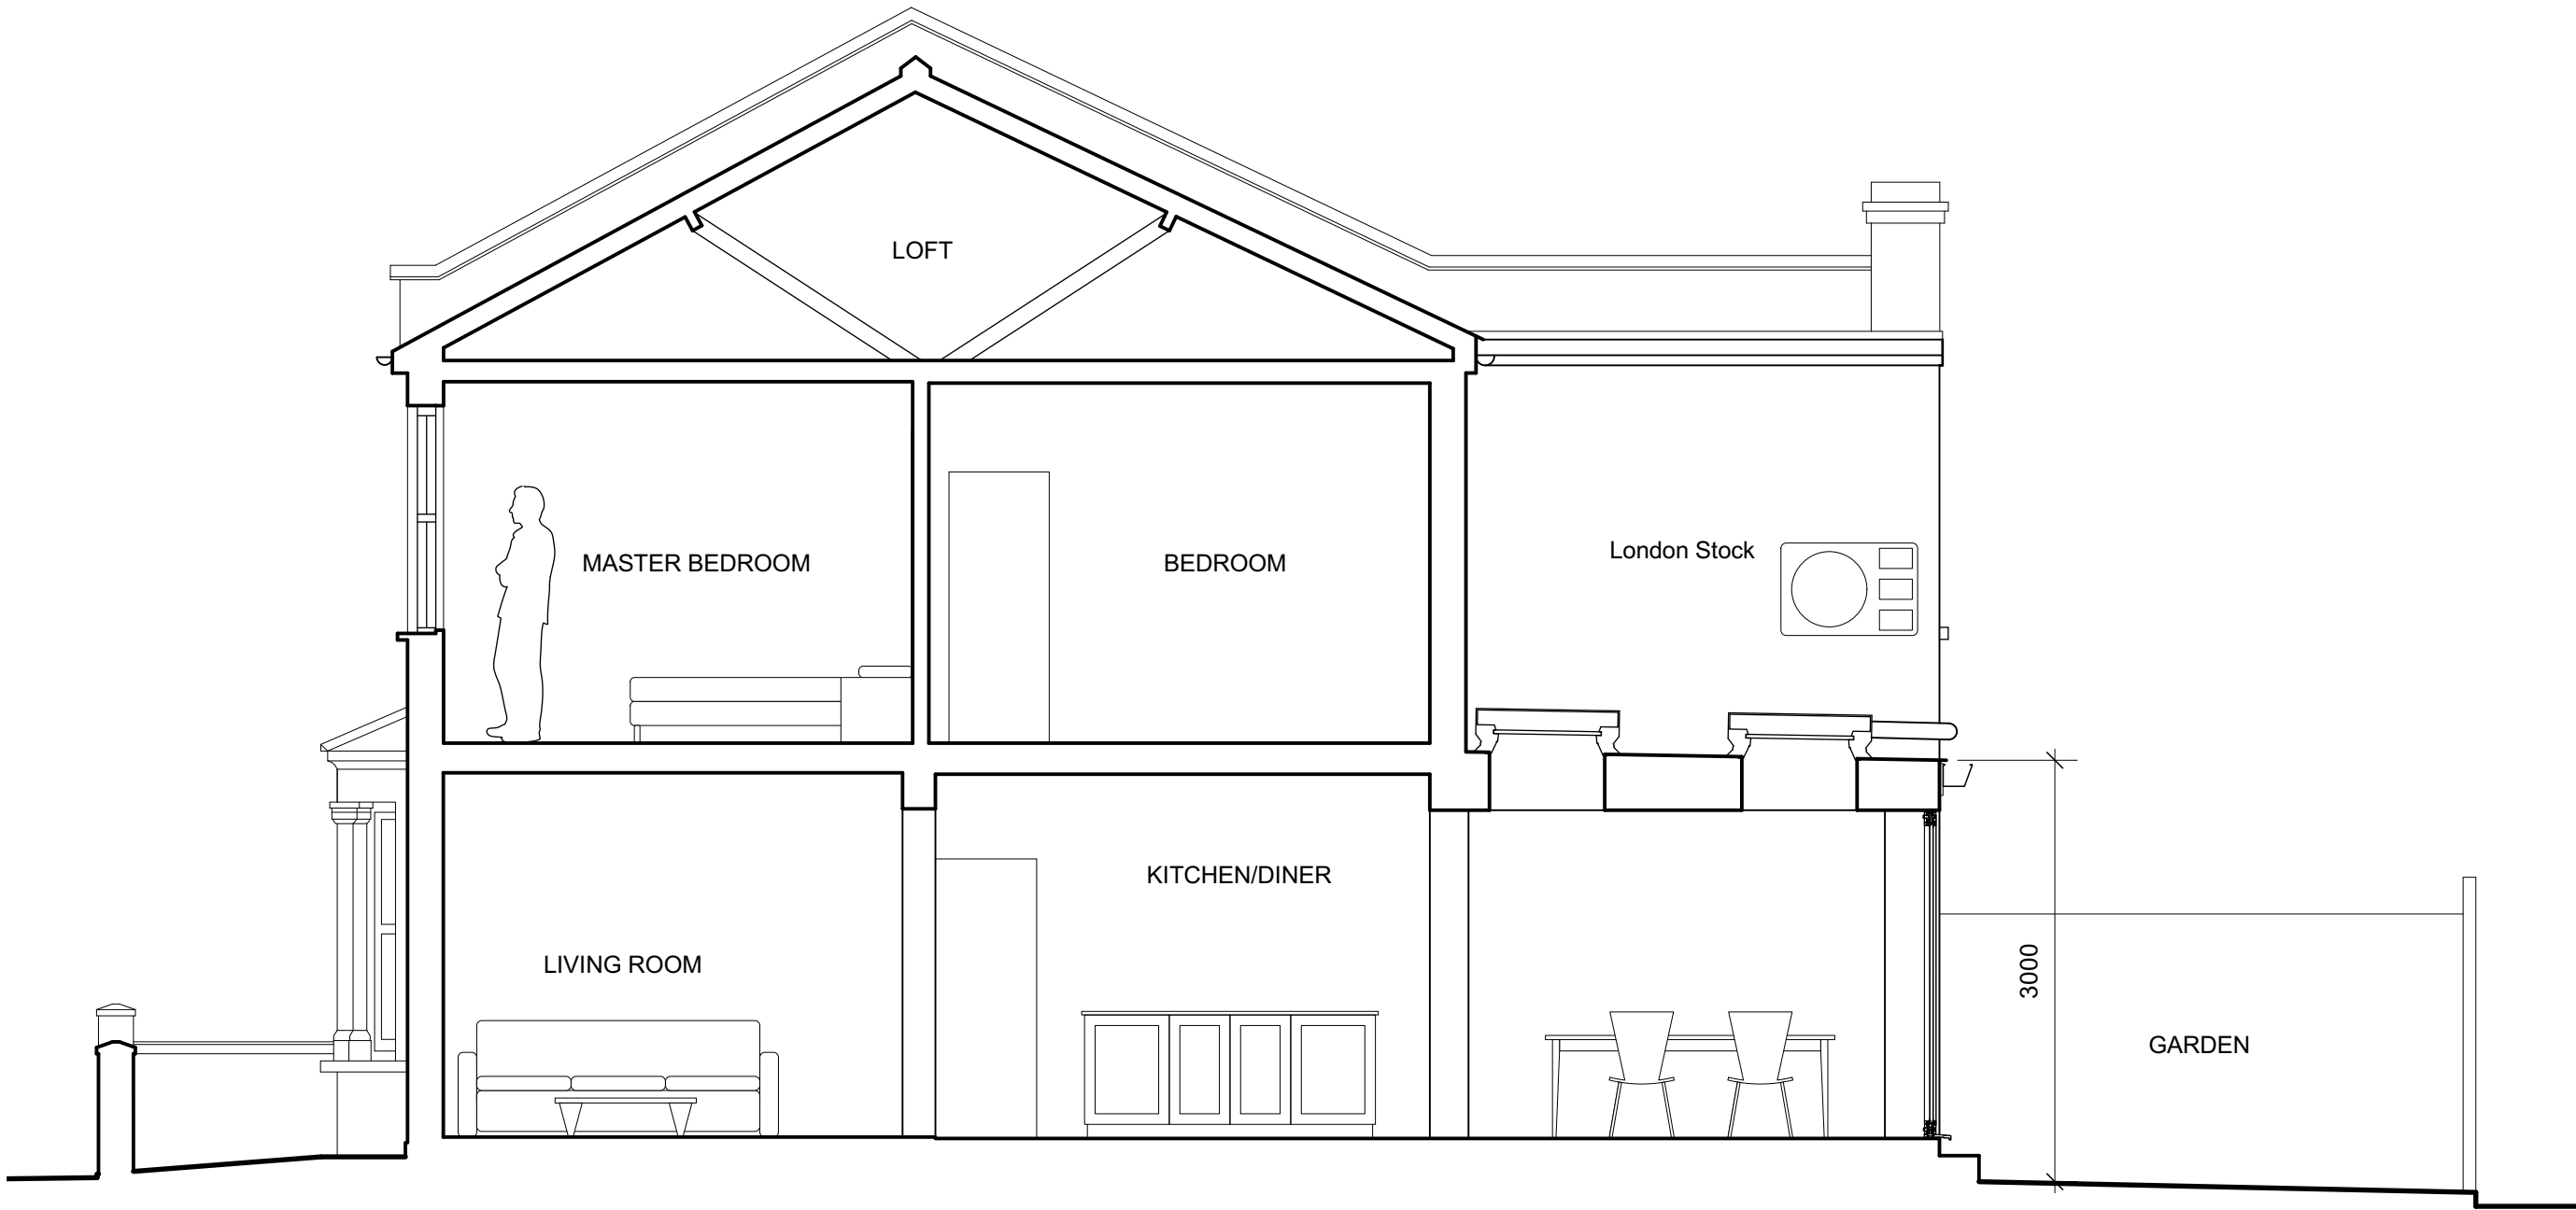 LOFT
MASTER BEDROOM
BEDROOM
London Stock
LIVING ROOM
KITCHEN/DINER
3000
GARDEN